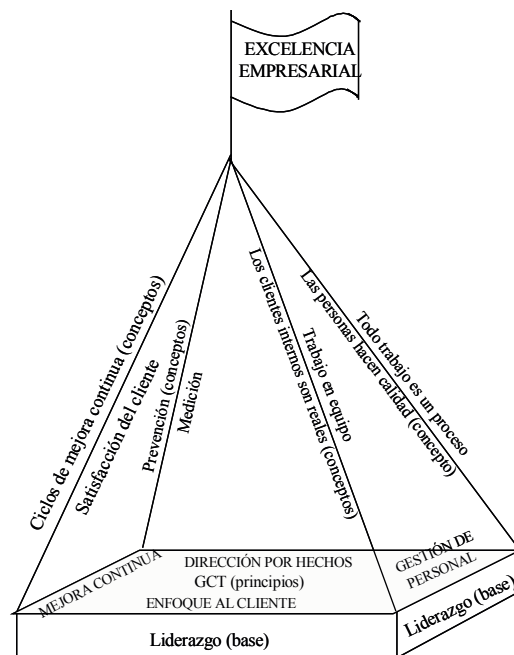 EXCELENCIA
EMPRESARIAL
Ciclos de mejora continua (conceptos)
Satisfacción del cliente
Prevención (conceptos)
Medición
Los clientes internos son reales (conceptos)
Trabajo en equipo
Las personas hacen calidad (concepto)
Todo trabajo es un proceso
MEJORA CONTINUA
DIRECCIÓN POR HECHOS
GCT (principios)
ENFOQUE AL CLIENTE
GESTIÓN DE
PERSONAL
Liderazgo (base)
Liderazgo (base)